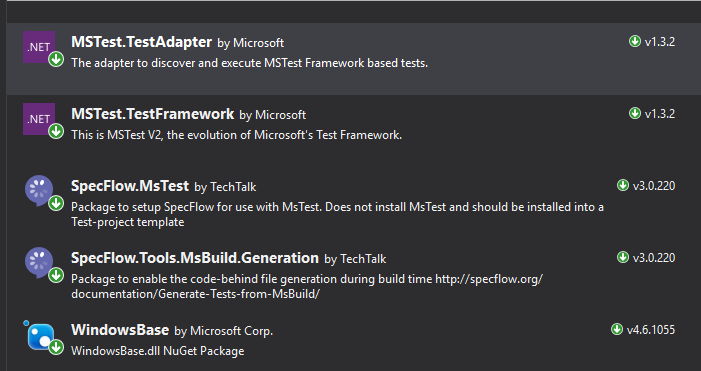 .NET
MSTest.TestAdapter by Microsoft
v1.3.2
The adapter to discover and execute MSTest Framework based tests.
.NET
MSTest.TestFramework by Microsoft
v1.3.2
This is MSTest V2, the evolution of Microsoft's Test Framework.
SpecFlow.MsTest by TechTalk
v3.0.220
Package to setup SpecFlow for use with MsTest. Does not install MsTest and should be installed into a
Test-project template
SpecFlow.Tools.MsBuild.Generation by TechTalk
v3.0.220
Package to enable the code-behind file generation during build time http://specflow.org/
documentation/Generate-Tests-from-MsBuild/
WindowsBase by Microsoft Corp.
v4.6.1055
WindowsBase.dll NuGet Package